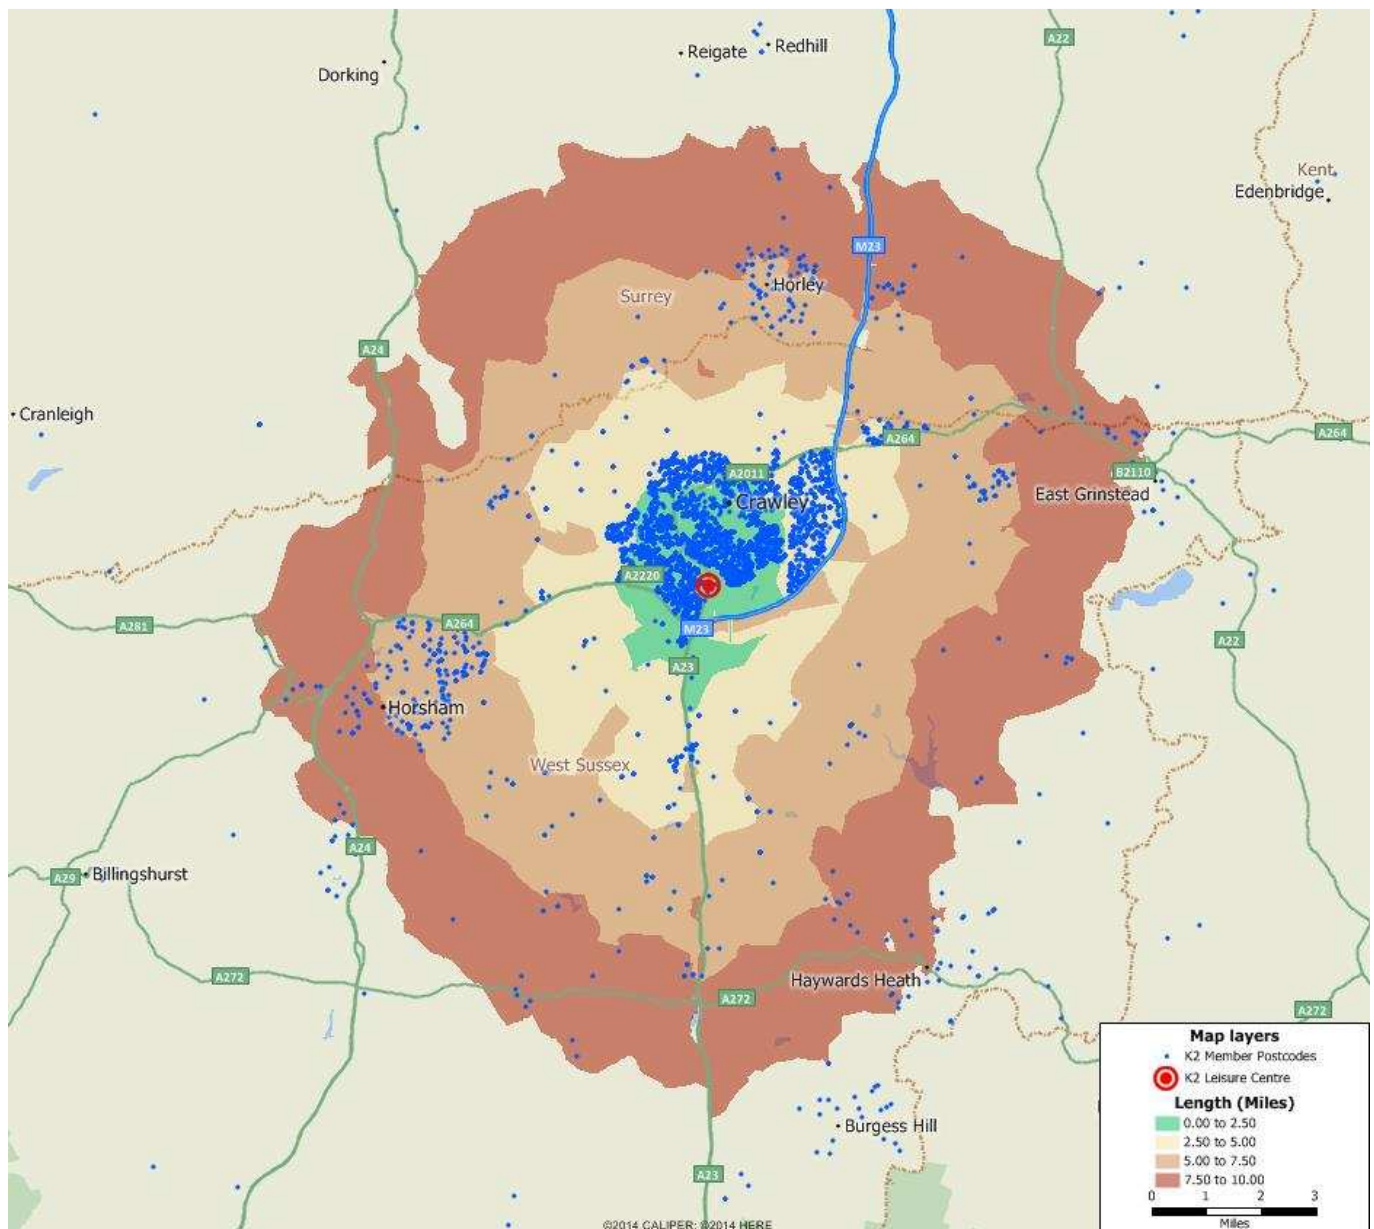 A22
Redhill
Reigate
Dorking
Kent
Edenbridge
M23
Horley
Surrey
A24
Cranleigh
A264
A264
A2011
B2110
East Grinstead
Crawley
A2220
A281
A264
M23
A22
A23
Horsham
West Sussex
A24
A29
Billingshurst
A272
Haywards Heath
A272
A272
Map layers
K2 Member Postcodes
K2 Leisure Centre
Length (Miles)
0.00 to 2.50
2.50 to 5.00
5.00 to 7.50
7.50 to 10.00
0 1 2 3
Miles
Burgess Hill
A23
©2014 CALIPER; ©2014 HERE